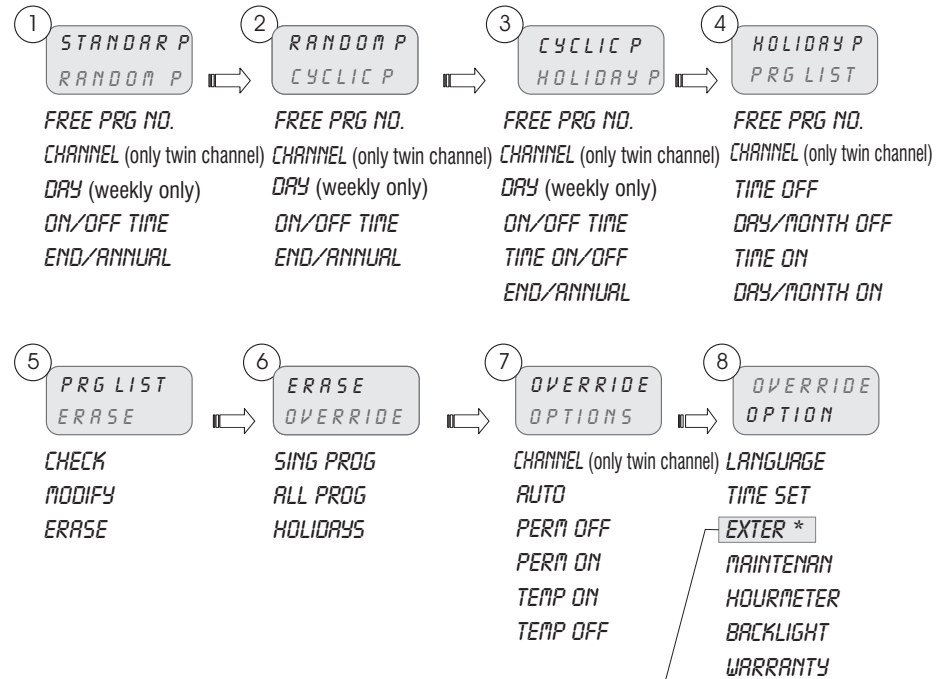 1
STANDAR P
RANDOM P
FREE PRG NO.
CHANNEL (only twin channel)
DAY (weekly only)
ON/OFF TIME
END/ANNUAL
2
RANDOM P
CYCLIC P
FREE PRG NO.
CHANNEL (only twin channel)
DAY (weekly only)
ON/OFF TIME
END/ANNUAL
3
CYCLIC P
HOLIDAY P
FREE PRG NO.
CHANNEL (only twin channel)
DAY (weekly only)
ON/OFF TIME
TIME ON/OFF
END/ANNUAL
4
HOLIDAY P
PRG LIST
FREE PRG NO.
CHANNEL (only twin channel)
TIME OFF
DAY/MONTH OFF
TIME ON
DAY/MONTH ON
5
PRG LIST
ERASE
CHECK
MODIFY
ERASE
6
ERASE
OVERRIDE
SING PROG
ALL PROG
HOLIDAYS
7
OVERRIDE
OPTIONS
CHANNEL (only twin channel)
AUTO
PERM OFF
PERM ON
TEMP ON
TEMP OFF
8
OVERRIDE
OPTION
LANGUAGE
TIME SET
EXTER *
MAINTENAN
HOURMETER
BACKLIGHT
WARRANTY